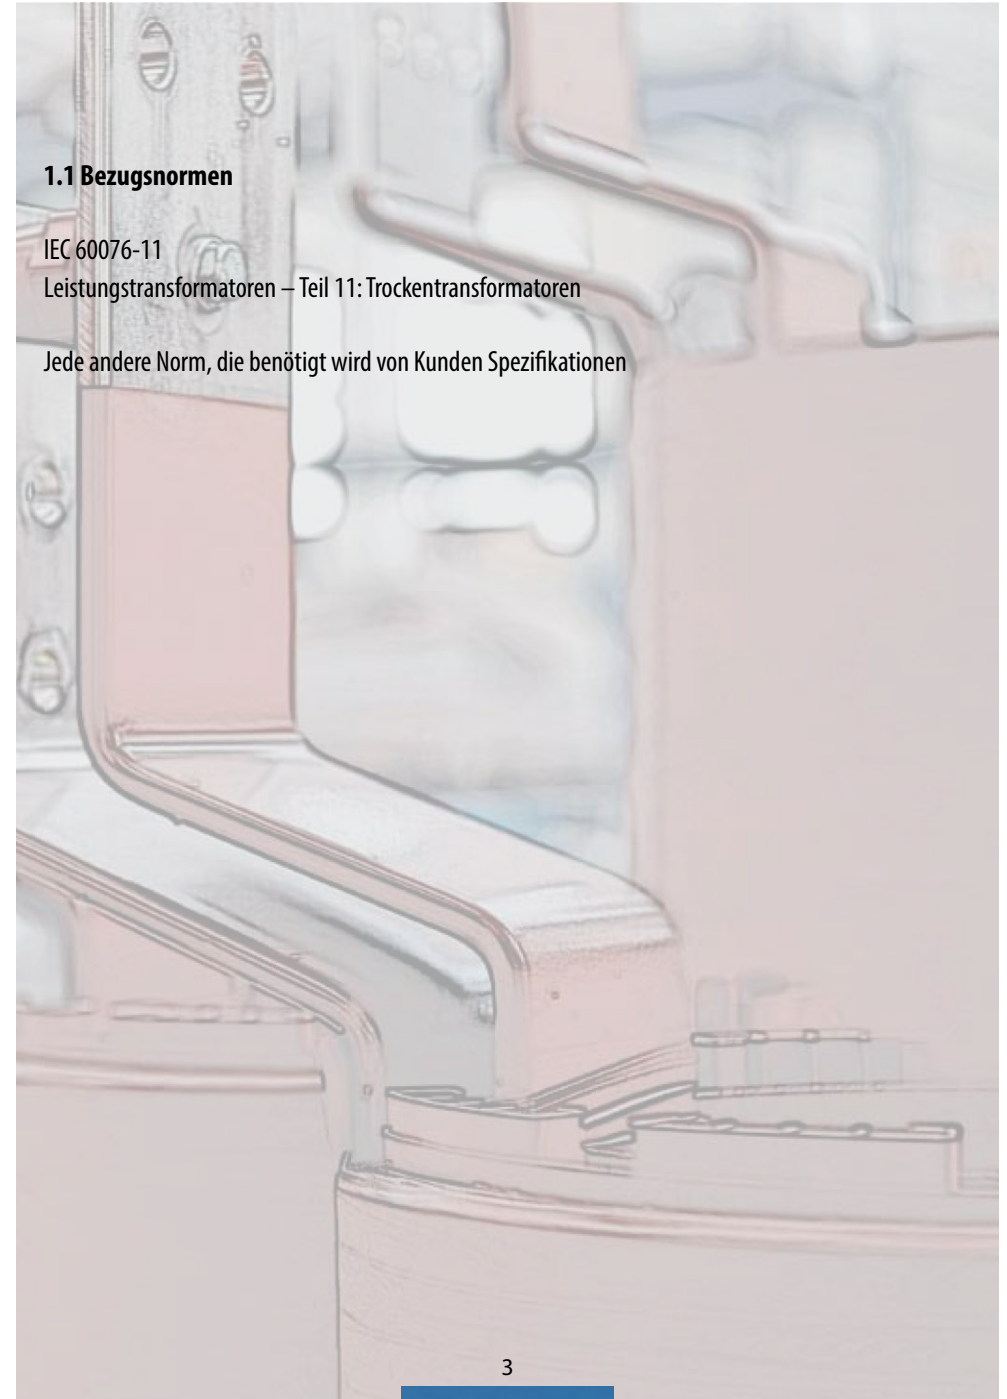 1.1 Bezugsnormen
IEC 60076-11
Leistungstransformatoren – Teil 11: Trockentransformatoren
Jede andere Norm, die benötigt wird von Kunden Spezifikationen
3